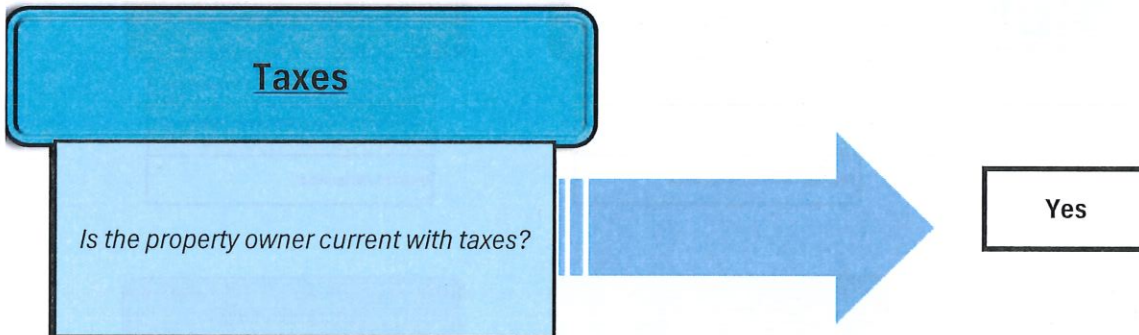 Taxes
Is the property owner current with taxes?
Yes